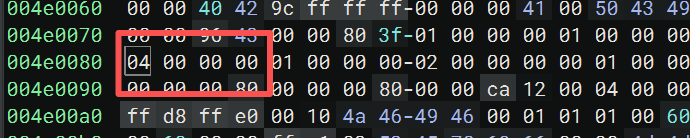 004e0060 00 00 40 42 9c ff ff ff-00 00 00 41 00 50 43 49
004e0070 00 00 96 43 00 00 80 3f-01 00 00 00 01 00 00 00
004e0080 04 00 00 00 01 00 00 00-02 00 00 00 01 00 00 00
004e0090 00 00 00 80 00 00 00 80-00 00 ca 12 00 04 00 00
004e00a0 ff d8 ff e0 00 10 4a 46-49 46 00 01 01 01 00 60